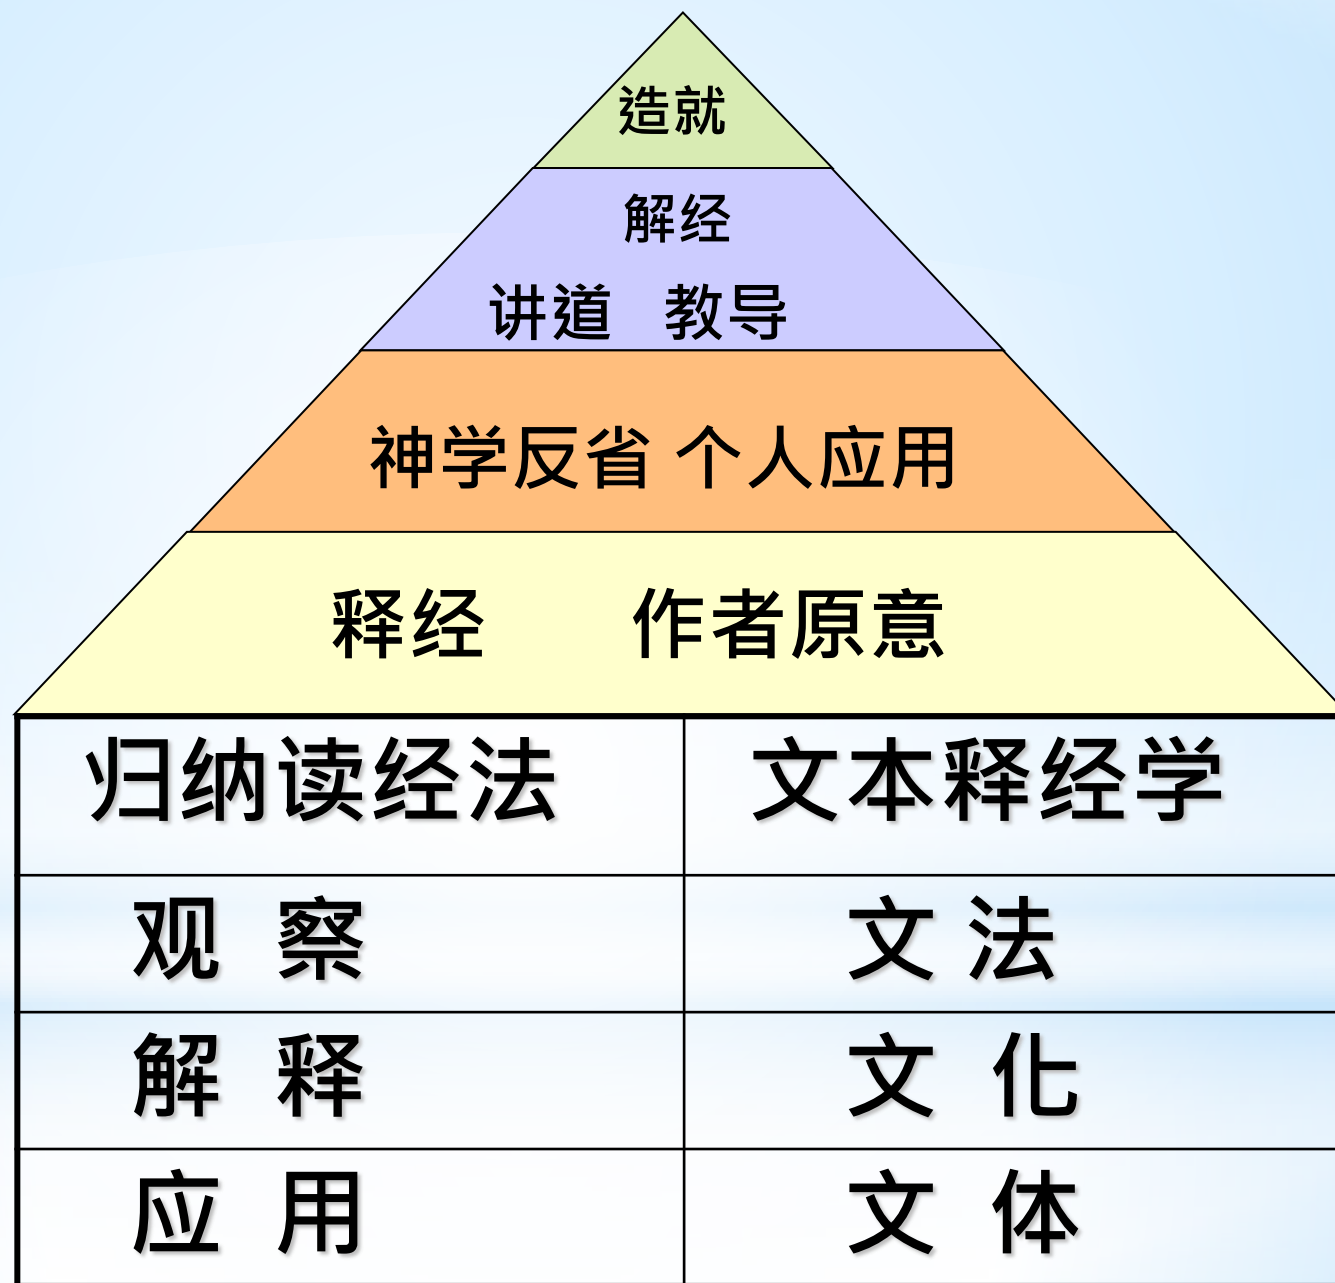 造就
解经
讲道 教导
神学反省 个人应用
释经 作者原意
归纳读经法 文本释经学
观 察 文 法
解 释 文 化
应 用 文 体